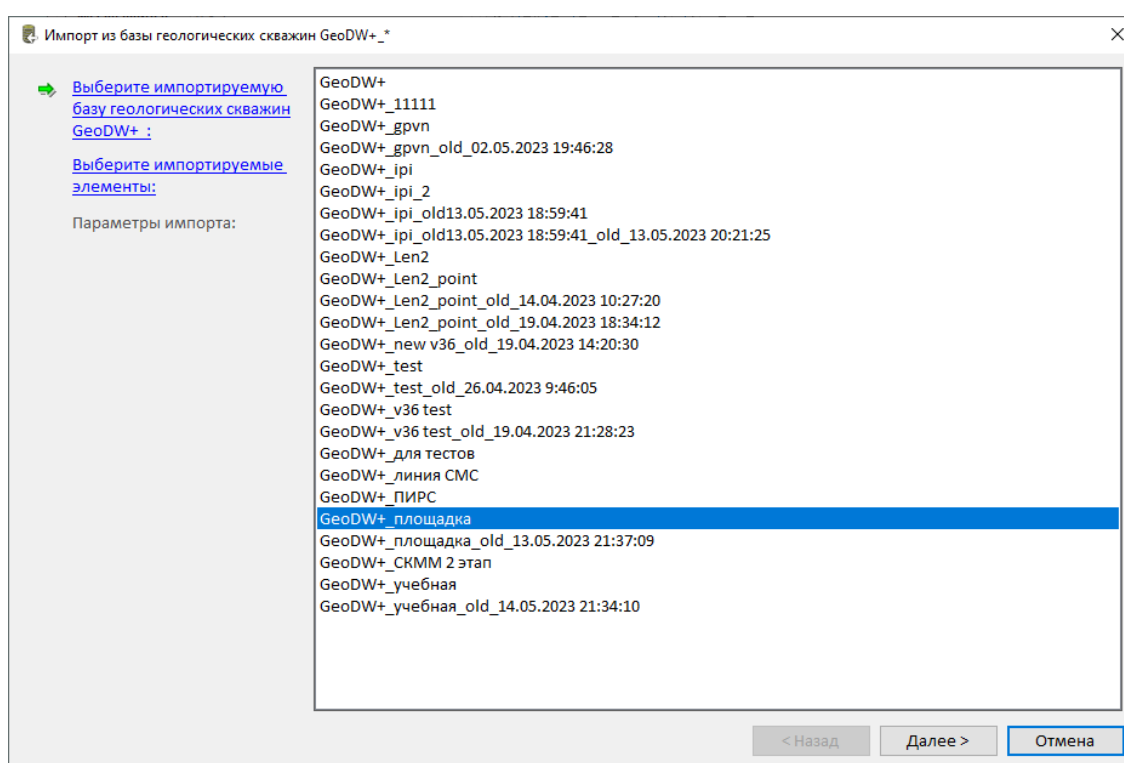 Импорт из базы геологических скважин GeoDW+_*
Выберите импортируемую
базу геологических скважин
GeoDW+ :
Выберите импортируемые
элементы:
Параметры импорта:
GeoDW+
GeoDW+_11111
GeoDW+_gpvn
GeoDW+_gpvn_old_02.05.2023 19:46:28
GeoDW+_ipi
GeoDW+_ipi_2
GeoDW+_ipi_old13.05.2023 18:59:41
GeoDW+_ipi_old13.05.2023 18:59:41_old_13.05.2023 20:21:25
GeoDW+_Len2
GeoDW+_Len2_point
GeoDW+_Len2_point_old_14.04.2023 10:27:20
GeoDW+_Len2_point_old_19.04.2023 18:34:12
GeoDW+_new v36_old_19.04.2023 14:20:30
GeoDW+_test
GeoDW+_test_old_26.04.2023 9:46:05
GeoDW+_v36 test
GeoDW+_v36 test_old_19.04.2023 21:28:23
GeoDW+_для тестов
GeoDW+_линия СМС
GeoDW+_ПИРС
GeoDW+_площадка
GeoDW+_площадка_old_13.05.2023 21:37:09
GeoDW+_СКММ 2 этап
GeoDW+_учебная
GeoDW+_учебная_old_14.05.2023 21:34:10
< Назад
Далее >
Отмена